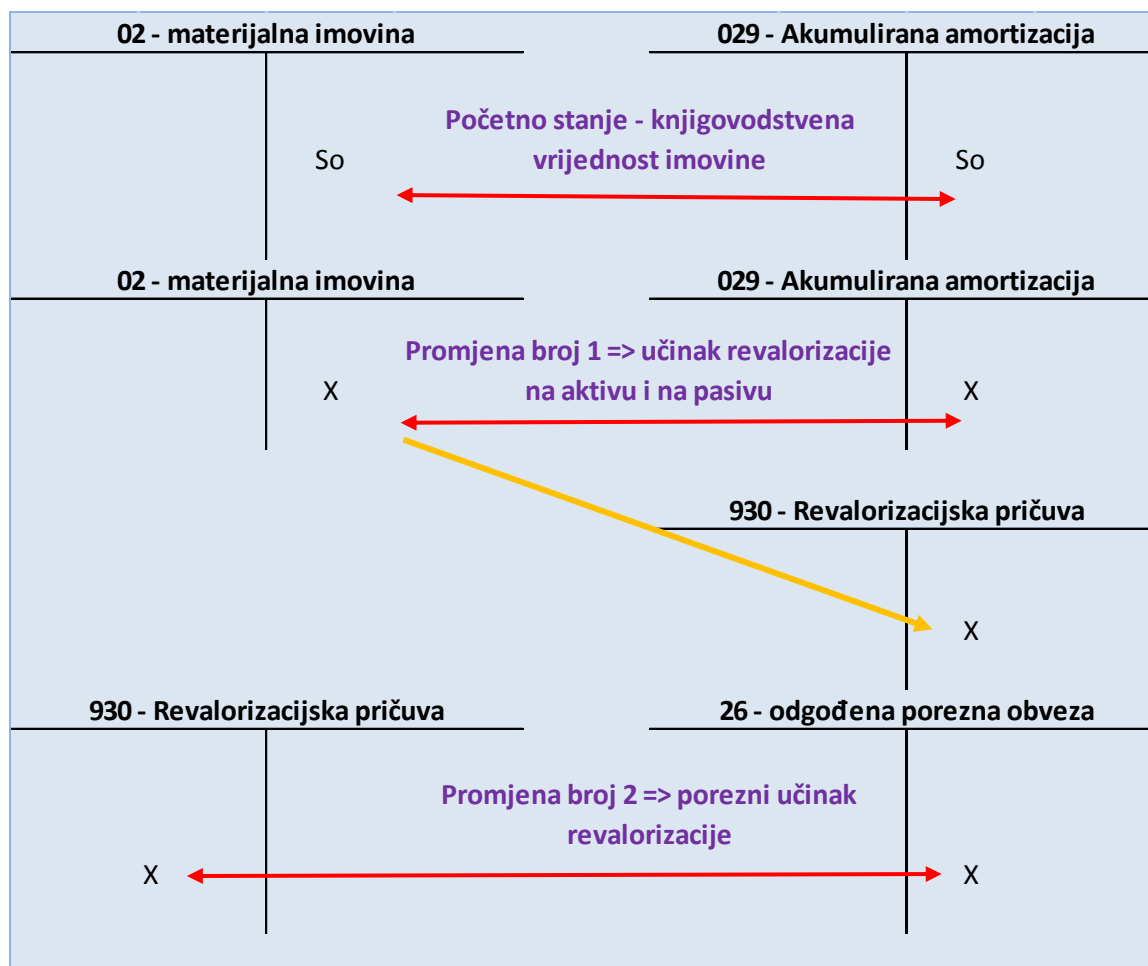 02 - materijalna imovina
029 - Akumulirana amortizacija
Početno stanje - knjigovodstvena
vrijednost imovine
So
So
02 - materijalna imovina
029 - Akumulirana amortizacija
Promjena broj 1 => učinak revalorizacije
na aktivu i na pasivu
X
X
930 - Revalorizacijska pričuva
X
930 - Revalorizacijska pričuva
26 - odgođena porezna obveza
Promjena broj 2 => porezni učinak
revalorizacije
X
X